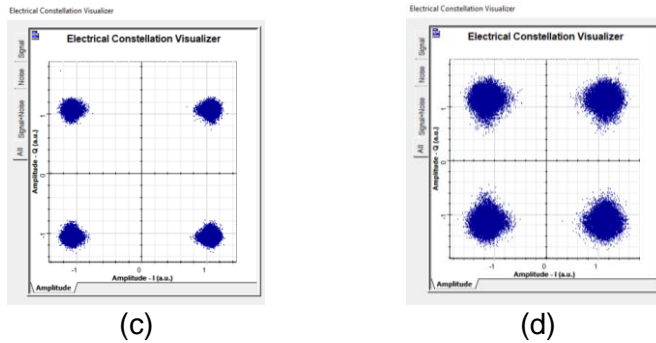 Electrical Constellation Visualizer
Electrical Constellation Visualizer
Signal
Noise
Signal+Noise
All
Amplitude - Q (a.u.)
1
0
-1
-1
0
1
Amplitude - I (a.u.)
Amplitude
(c)
Electrical Constellation Visualizer
Electrical Constellation Visualizer
Signal
Noise
Signal+Noise
All
Amplitude - Q (a.u.)
1
0
-1
-1
0
1
Amplitude - I (a.u.)
Amplitude
(d)